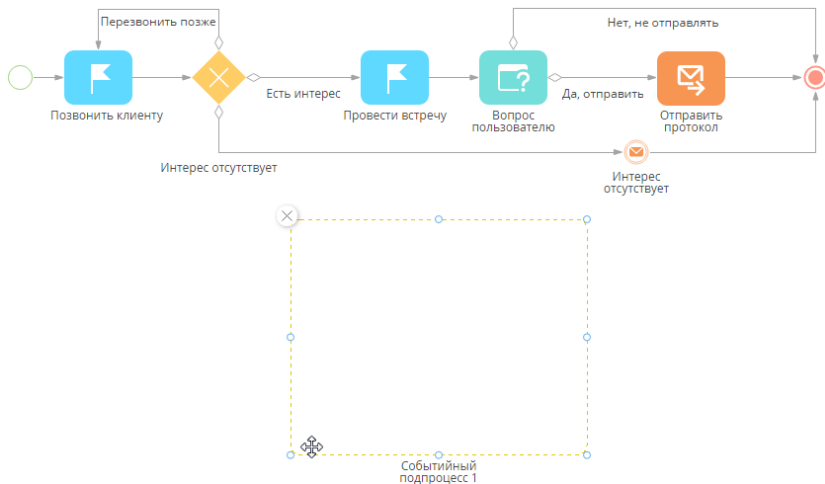 Перезвонить позже
Нет, не отправлять
Позвонить клиенту
Есть интерес
Провести встречу
Вопрос
пользователю
Да, отправить
Отправить
протокол
Интерес отсутствует
Интерес
отсутствует
Событийный
подпроцесс 1